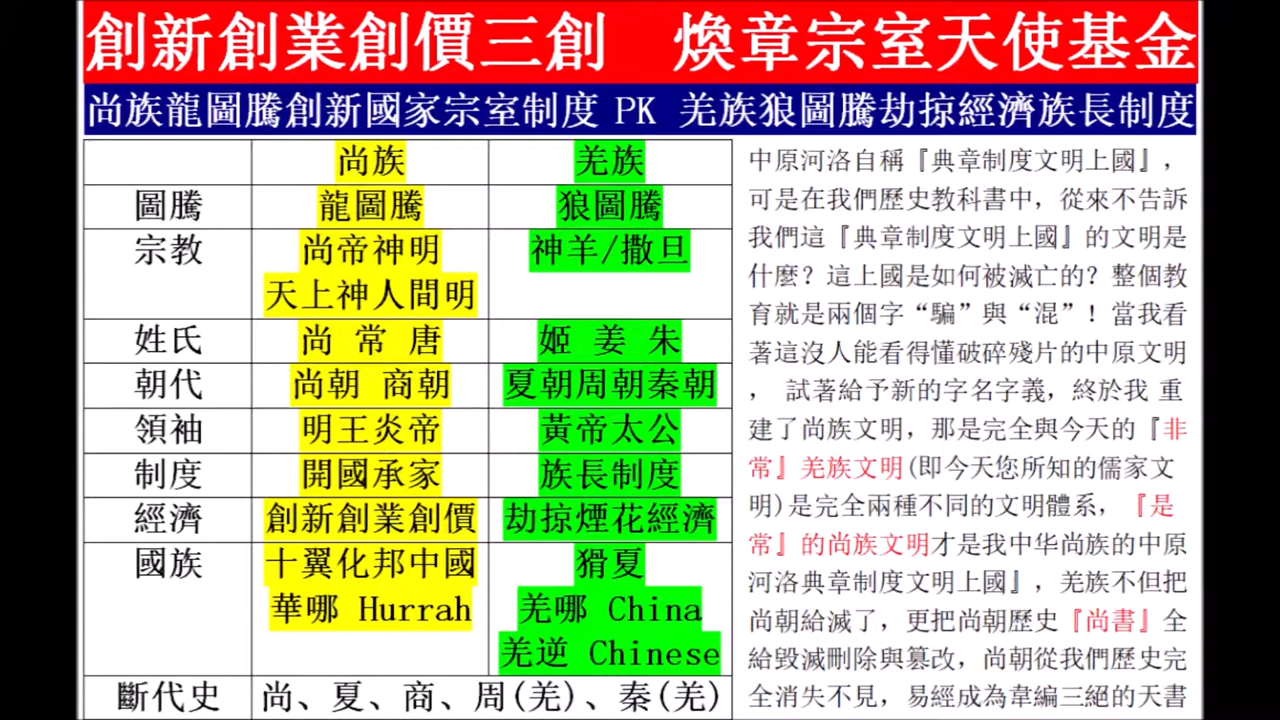 創新創業創價三創　煥章宗室天使基金
尚族龍圖騰創新國家宗室制度 PK 羌族狼圖騰劫掠經濟族長制度
尚族 羌族
圖騰 龍圖騰 狼圖騰
宗教 尚帝神明 神羊/撒旦
天上神人間明
姓氏 尚 常 唐 姬 姜 朱
朝代 尚朝 商朝 夏朝周朝秦朝
領袖 明王炎帝 黃帝太公
制度 開國承家 族長制度
經濟 創新創業創價 劫掠煙花經濟
國族 十翼化邦中國 猾夏
華哪 Hurrah 羌哪 China
羌逆 Chinese
斷代史 尚、夏、商、周(羌)、秦(羌)
中原河洛自稱『典章制度文明上國』，
可是在我們歷史教科書中，從來不告訴
我們這『典章制度文明上國』的文明是
什麼？這上國是如何被滅亡的？整個教
育就是兩個字“騙”與“混”！當我看
著這沒人能看得懂破碎殘片的中原文明
， 試著給予新的字名字義，終於我 重
建了尚族文明，那是完全與今天的『非
常』羌族文明(即今天您所知的儒家文
明)是完全兩種不同的文明體系，『是
常』的尚族文明才是我中华尚族的中原
河洛典章制度文明上國』，羌族不但把
尚朝給滅了，更把尚朝歷史『尚書』全
給毀滅刪除與篡改，尚朝從我們歷史完
全消失不見，易經成為韋編三絕的天書